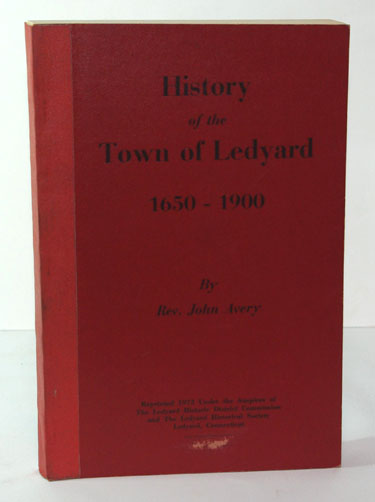 History
of the
Town of Ledyard
1650 - 1900
By
Rev. John Avery
Reprinted 1972 Under the Auspices of
The Ledyard Historic District Commission
and The Ledyard Historical Society
Ledyard, Connecticut